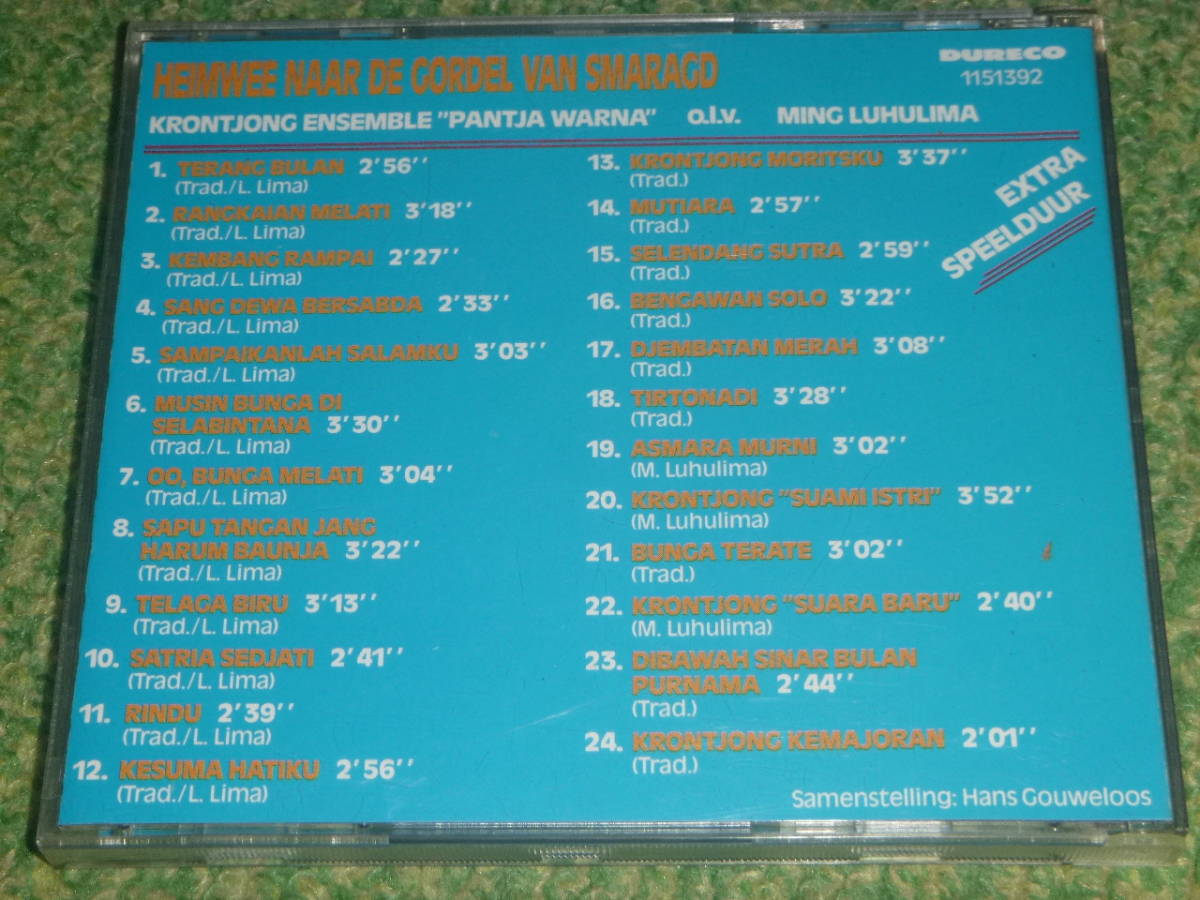 HEIMWEE NAAR DE GORDEL VAN SMARAGD
DURECO
1151392
KRONTJONG ENSEMBLE "PANTJA WARNA" o.l.v. MING LUHULIMA
EXTRA
SPEELDUUR
1. TERANG BULAN 2'56''
(Trad./L. Lima)
2. RANGKAIAN MELATI 3'18''
(Trad./L. Lima)
3. KEMBANG RAMPAI 2'27''
(Trad./L. Lima)
4. SANG DEWA BERSABDA 2'33''
(Trad./L. Lima)
5. SAMPAIKANLAH SALAMKU 3'03''
(Trad./L. Lima)
6. MUSIN BUNGA DI
SELABINTANA 3'30''
(Trad./L. Lima)
7. OO, BUNGA MELATI 3'04''
(Trad./L. Lima)
8. SAPU TANGAN JANG
HARUM BAUNJA 3'22''
(Trad./L. Lima)
9. TELAGA BIRU 3'13''
(Trad./L. Lima)
10. SATRIA SEDJATI 2'41''
(Trad./L. Lima)
11. RINDU 2'39''
(Trad./L. Lima)
12. KESUMA HATIKU 2'56''
(Trad./L. Lima)
13. KRONTJONG MORITSKU 3'37''
(Trad.)
14. MUTIARA 2'57''
(Trad.)
15. SELENDANG SUTRA 2'59''
(Trad.)
16. BENGAWAN SOLO 3'22''
(Trad.)
17. DJEMBATAN MERAH 3'08''
(Trad.)
18. TIRTONADI 3'28''
(Trad.)
19. ASMARA MURNI 3'02''
(M. Luhulima)
20. KRONTJONG "SUAMI ISTRI" 3'52''
(M. Luhulima)
21. BUNGA TERATE 3'02''
(Trad.)
22. KRONTJONG "SUARA BARU" 2'40''
(M. Luhulima)
23. DIBAWAH SINAR BULAN
PURNAMA 2'44''
(Trad.)
24. KRONTJONG KEMAJORAN 2'01''
(Trad.)
Samenstelling: Hans Gouweloos